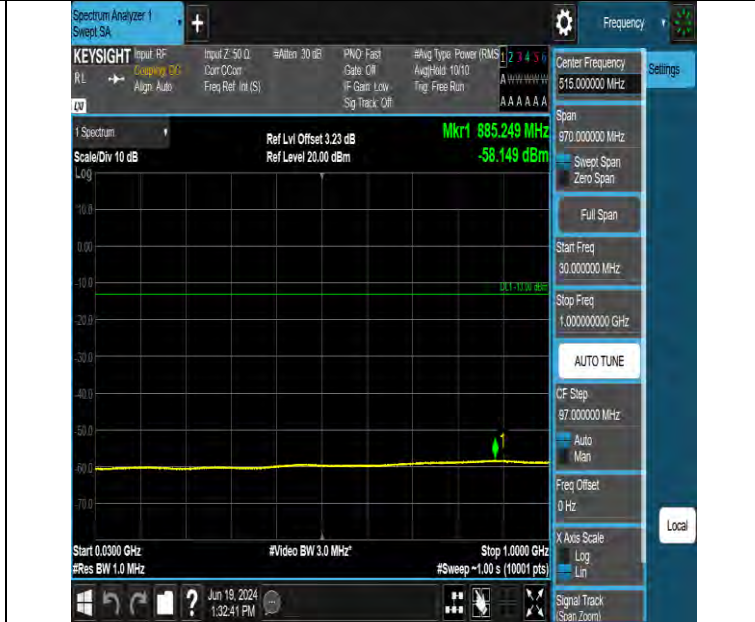 Spectrum Analyzer 1
Swept SA
Frequency
KEYSIGHT
RL
Input: RF
Coupling: DC
Align: Auto
Input Z: 50 Ω
Corr CCorr
Freq Ref: Int (S)
#Atten: 30 dB
PNO: Fast
Gate: Off
IF Gain: Low
Sig Track: Off
#Avg Type: Power (RMS
Avg|Hold: 10/10
Trig: Free Run
1 2 3 4 5 6
A W W W W W
A A A A A A
1 Spectrum
Scale/Div 10 dB
Log
Ref Lvl Offset 3.23 dB
Ref Level 20.00 dBm
Mkr1 885.249 MHz
-58.149 dBm
10.0
0.00
-10.0
-20.0
-30.0
-40.0
-50.0
-60.0
-70.0
DL1 -13.00 dBm
1
Start 0.0300 GHz
#Res BW 1.0 MHz
#Video BW 3.0 MHz*
Stop 1.0000 GHz
#Sweep ~1.00 s (10001 pts)
Jun 19, 2024
1:32:41 PM
Center Frequency
515.000000 MHz
Settings
Span
970.000000 MHz
Swept Span
Zero Span
Full Span
Start Freq
30.000000 MHz
Stop Freq
1.000000000 GHz
AUTO TUNE
CF Step
97.000000 MHz
Auto
Man
Freq Offset
0 Hz
X Axis Scale
Log
Lin
Local
Signal Track
(Span Zoom)